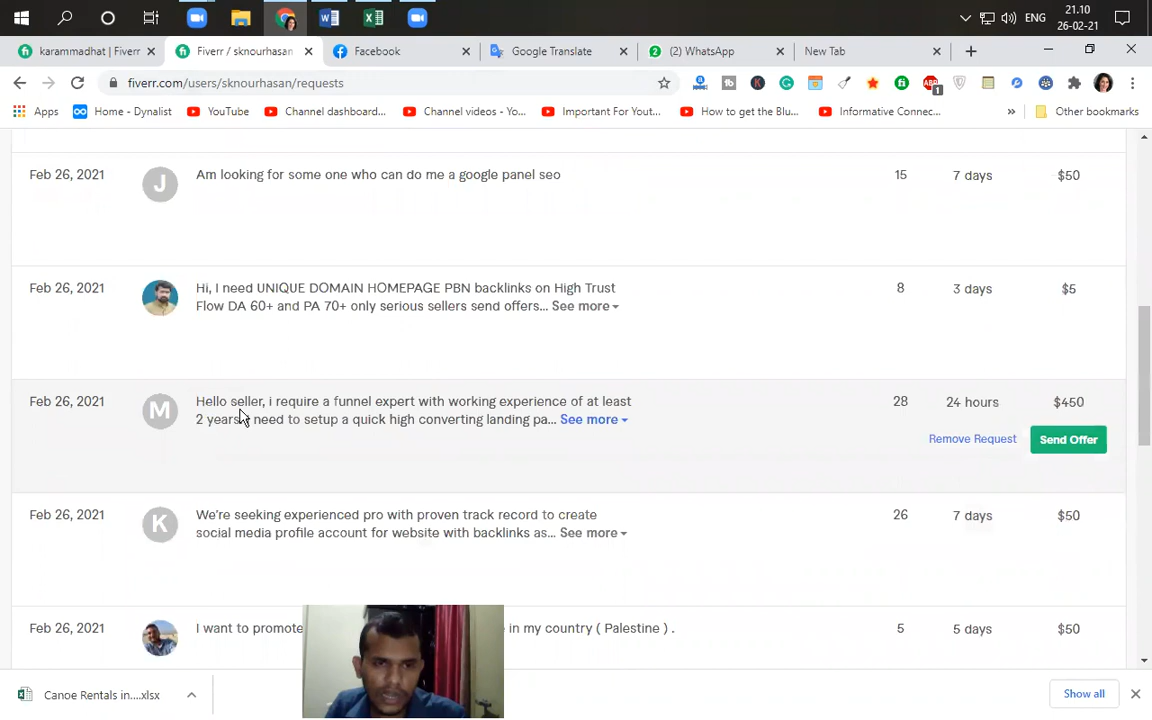 21.10
ENG
26-02-21
karammadhat | Fiverr
Fiverr / sknourhasan
Facebook
Google Translate
2
(2) WhatsApp
New Tab
fiverr.com/users/sknourhasan/requests
1
Apps
Home - Dynalist
YouTube
Channel dashboard...
Channel videos - Yo...
Important For Yout...
How to get the Blu...
Informative Connec...
Other bookmarks
Feb 26, 2021
J
Am looking for some one who can do me a google panel seo
15
7 days
$50
Feb 26, 2021
Hi, I need UNIQUE DOMAIN HOMEPAGE PBN backlinks on High Trust
Flow DA 60+ and PA 70+ only serious sellers send offers... See more
8
3 days
$5
Feb 26, 2021
M
Hello seller, i require a funnel expert with working experience of at least
2 years, i need to setup a quick high converting landing pa... See more
28
24 hours
$450
Remove Request
Send Offer
Feb 26, 2021
K
We're seeking experienced pro with proven track record to create
social media profile account for website with backlinks as... See more
26
7 days
$50
Feb 26, 2021
I want to promote
in my country ( Palestine ) .
5
5 days
$50
Canoe Rentals in....xlsx
Show all